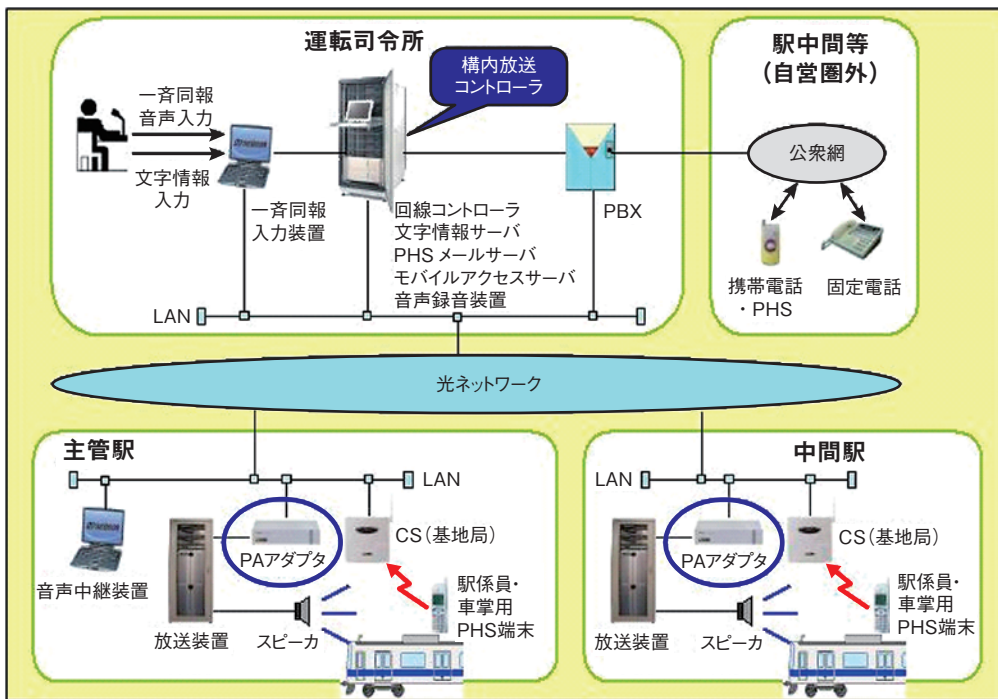 運転司令所
構内放送
コントローラ
一斉同報
音声入力
文字情報
入力
一斉同報
入力装置
回線コントローラ
文字情報サーバ
PHSメールサーバ
モバイルアクセスサーバ
音声録音装置
PBX
LAN
駅中間等
(自営圏外)
公衆網
携帯電話
・PHS
固定電話
光ネットワーク
主管駅
LAN
音声中継装置
放送装置
PAアダプタ
スピーカ
CS(基地局)
駅係員・
車掌用
PHS端末
中間駅
LAN
放送装置
PAアダプタ
スピーカ
CS(基地局)
駅係員・
車掌用
PHS端末